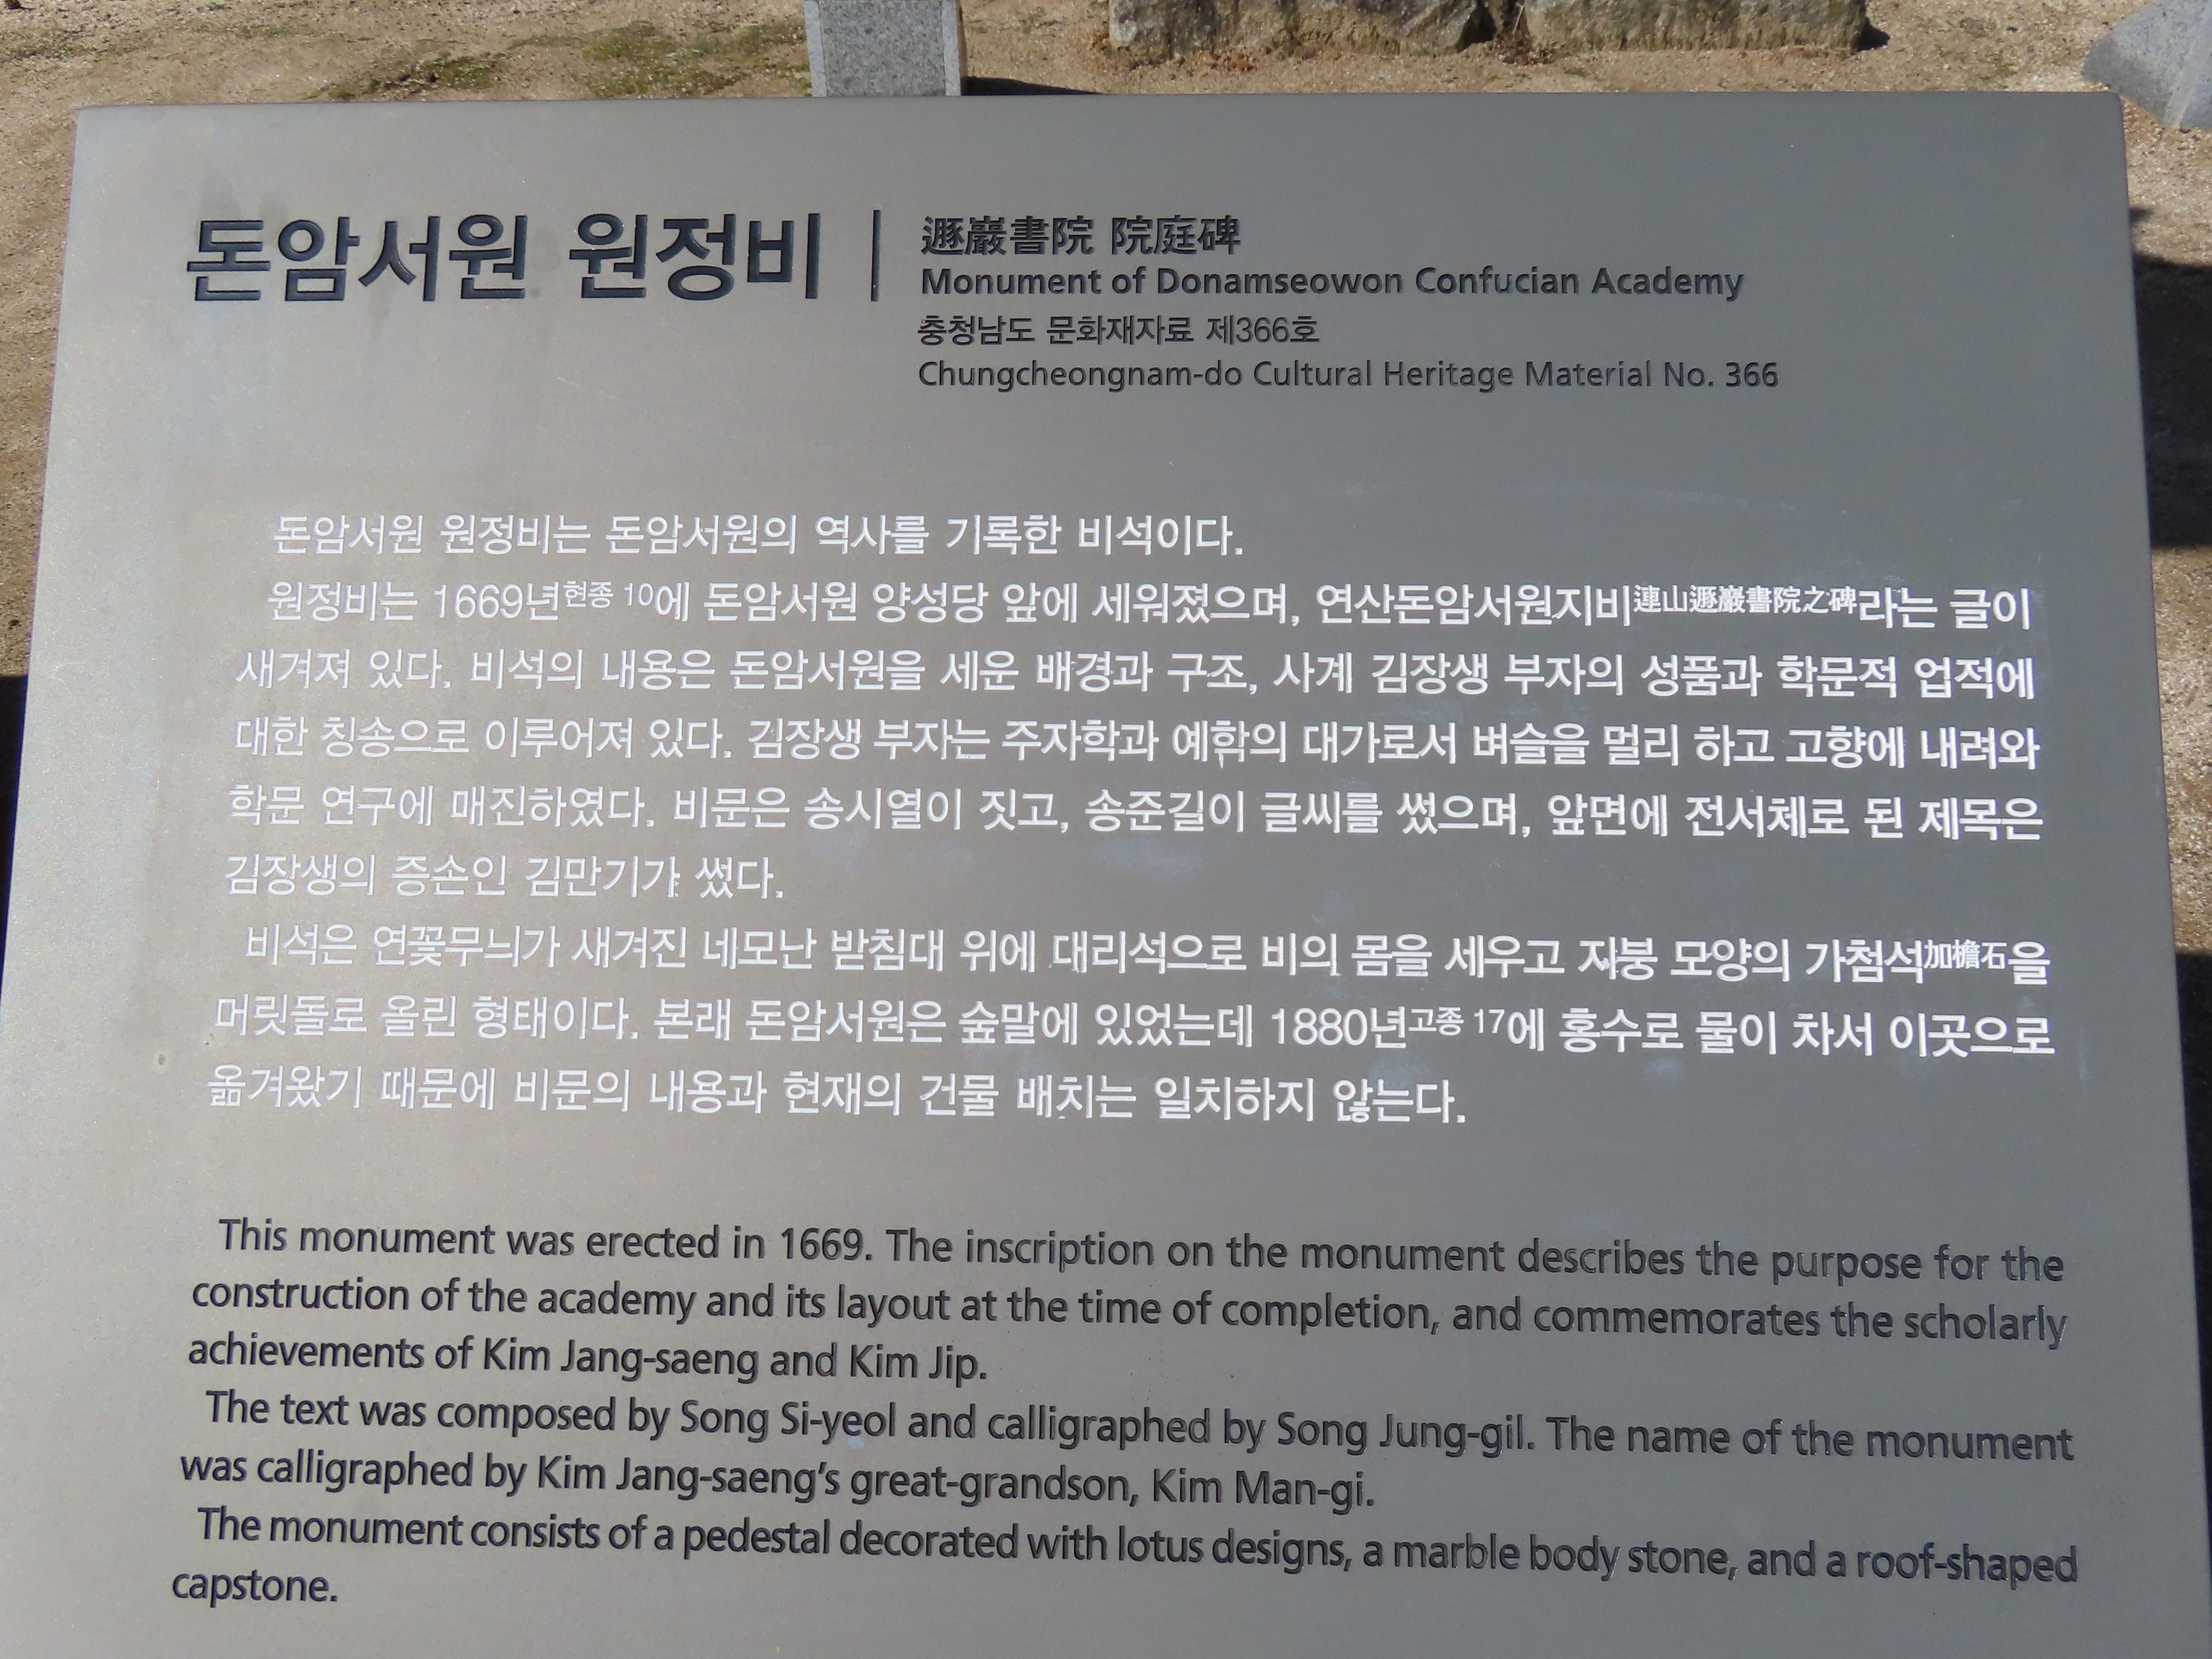 돈암서원 원정비
遯巖書院 院庭碑
Monument of Donamseowon Confucian Academy
충청남도 문화재자료 제366호
Chungcheongnam-do Cultural Heritage Material No. 366
돈암서원 원정비는 돈암서원의 역사를 기록한 비석이다.
원정비는 1669년현종 10에 돈암서원 양성당 앞에 세워졌으며, 연산돈암서원지비連山遯巖書院之碑라는 글이
새겨져 있다. 비석의 내용은 돈암서원을 세운 배경과 구조, 사계 김장생 부자의 성품과 학문적 업적에
대한 칭송으로 이루어져 있다. 김장생 부자는 주자학과 예학의 대가로서 벼슬을 멀리 하고 고향에 내려와
학문 연구에 매진하였다. 비문은 송시열이 짓고, 송준길이 글씨를 썼으며, 앞면에 전서체로 된 제목은
김장생의 증손인 김만기가 썼다.
비석은 연꽃무늬가 새겨진 네모난 받침대 위에 대리석으로 비의 몸을 세우고 지붕 모양의 가첨석加檐石을
머릿돌로 올린 형태이다. 본래 돈암서원은 숲말에 있었는데 1880년고종 17에 홍수로 물이 차서 이곳으로
옮겨왔기 때문에 비문의 내용과 현재의 건물 배치는 일치하지 않는다.
This monument was erected in 1669. The inscription on the monument describes the purpose for the
construction of the academy and its layout at the time of completion, and commemorates the scholarly
achievements of Kim Jang-saeng and Kim Jip.
The text was composed by Song Si-yeol and calligraphed by Song Jung-gil. The name of the monument
was calligraphed by Kim Jang-saeng's great-grandson, Kim Man-gi.
The monument consists of a pedestal decorated with lotus designs, a marble body stone, and a roof-shaped
capstone.